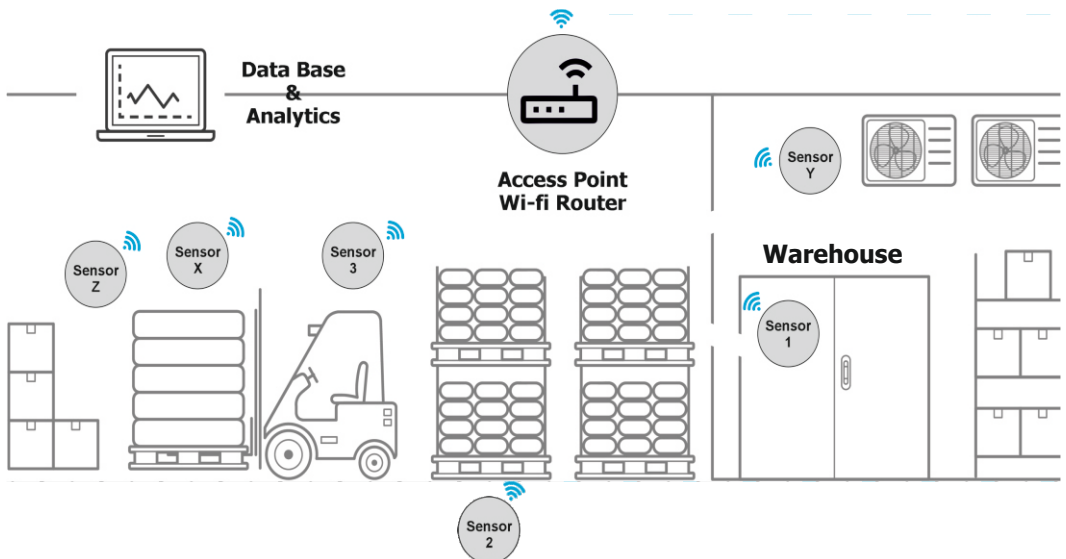 Data Base
&
Analytics
Access Point
Wi-fi Router
Sensor
Y
Sensor
Z
Sensor
X
Sensor
3
Warehouse
Sensor
1
Sensor
2